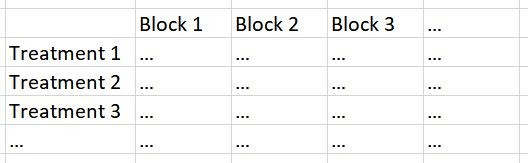 Block 1 Block 2 Block 3 ...
Treatment 1 ... ... ... ...
Treatment 2 ... ... ... ...
Treatment 3 ... ... ... ...
... ... ... ... ...